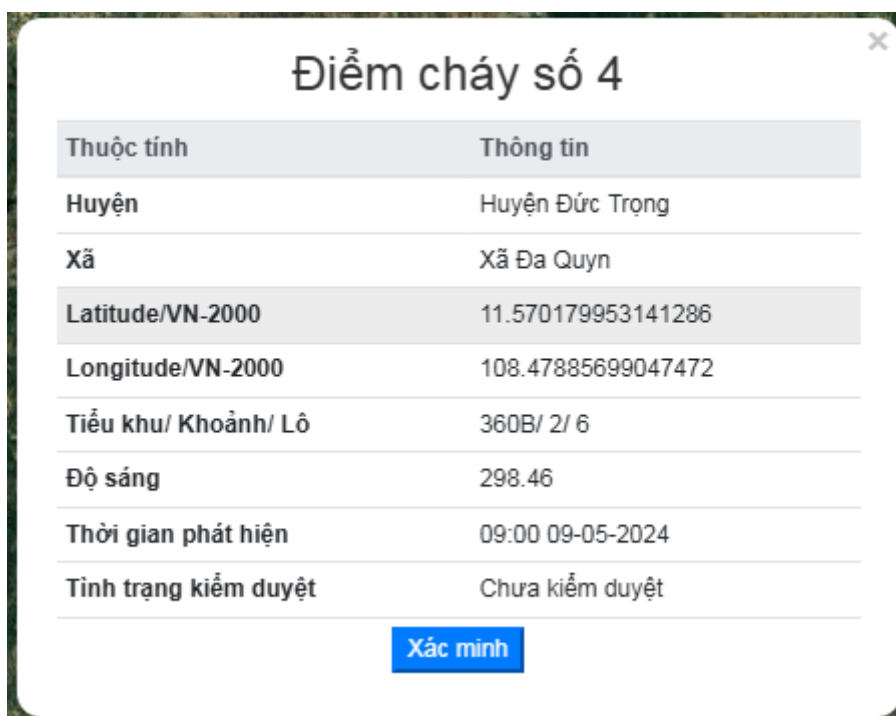 ×
Điểm cháy số 4
Thuộc tính Thông tin
Huyện Huyện Đức Trọng
Xã Xã Đa Quyn
Latitude/VN-2000 11.570179953141286
Longitude/VN-2000 108.47885699047472
Tiểu khu/ Khoảnh/ Lô 360B/ 2/ 6
Độ sáng 298.46
Thời gian phát hiện 09:00 09-05-2024
Tình trạng kiểm duyệt Chưa kiểm duyệt
Xác minh